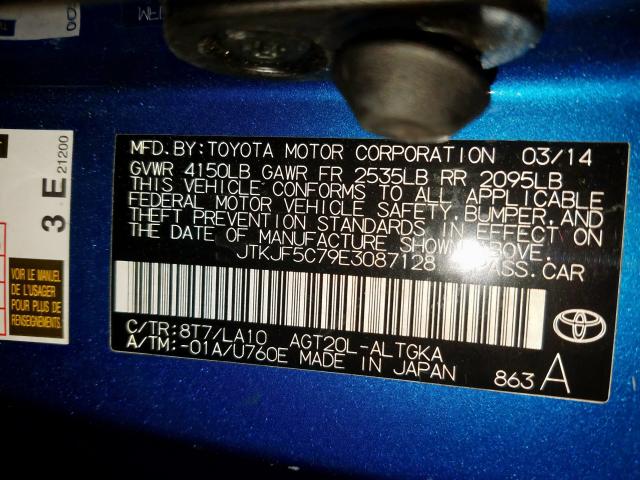 MFD. BY: TOYOTA MOTOR CORPORATION 03/14
GVWR 4150LB GAWR FR 2535LB RR 2095LB
THIS VEHICLE CONFORMS TO ALL APPLICABLE
FEDERAL MOTOR VEHICLE SAFETY, BUMPER, AND
THEFT PREVENTION STANDARDS IN EFFECT ON
THE DATE OF MANUFACTURE SHOWN ABOVE.
JTKJF5C79E3087128 PASS. CAR
C/TR: 8T7/LA10 AGT20L-ALTGKA
A/TM: -01A/U760E MADE IN JAPAN
863 A
TOYOTA
3 E 21200
VOIR LE MANUEL
DE L'USAGER
POUR PLUS DE
RENSEIGNEMENTS